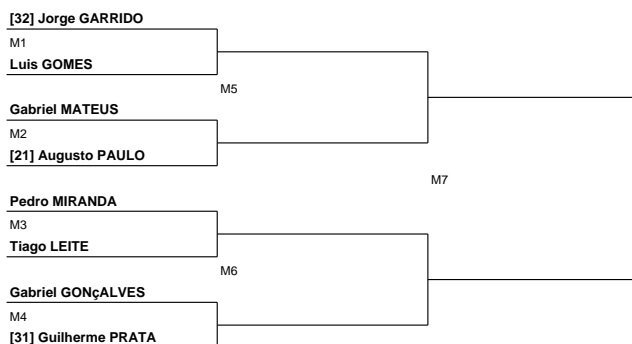 [32] Jorge GARRIDO
M1
Luis GOMES
M5
Gabriel MATEUS
M2
[21] Augusto PAULO
M7
Pedro MIRANDA
M3
Tiago LEITE
M6
Gabriel GONçALVES
M4
[31] Guilherme PRATA